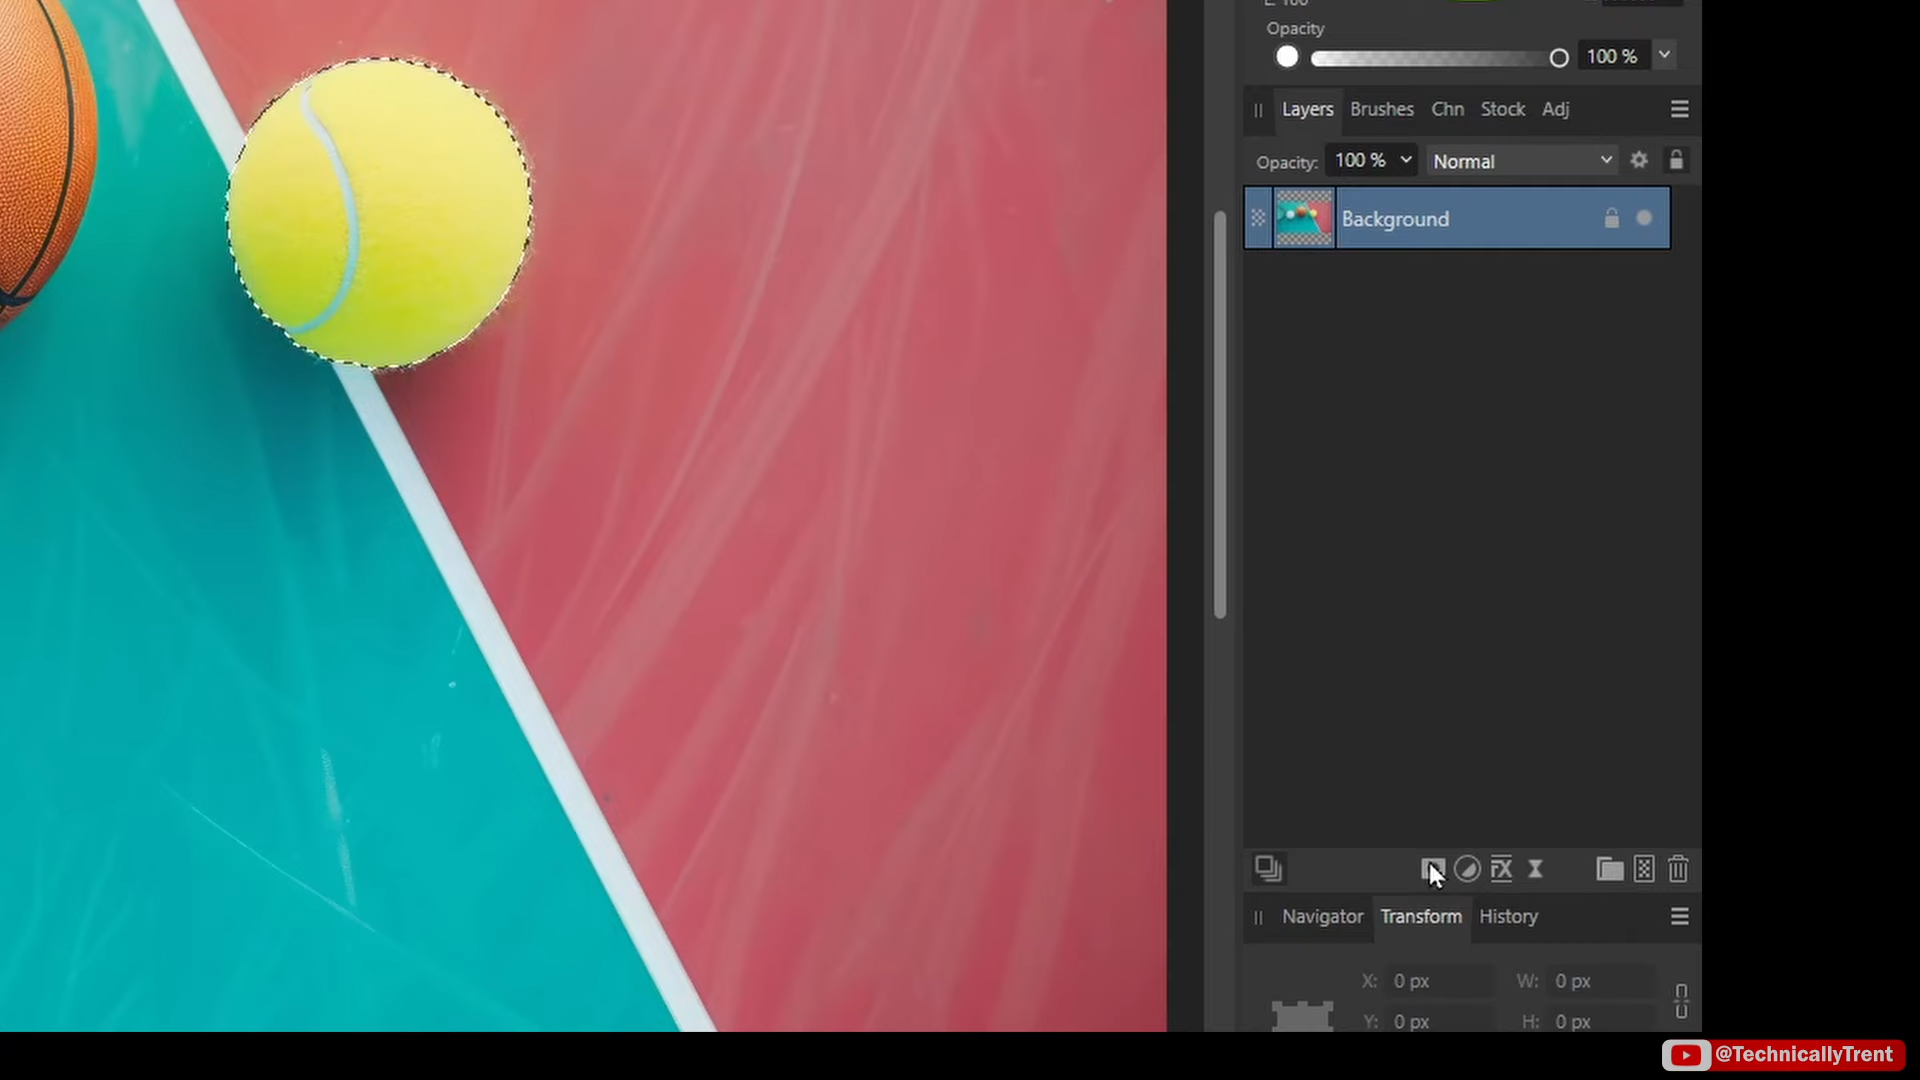 Opacity
100 %
Layers Brushes Chn Stock Adj
Opacity: 100 % Normal
Background
FX
Navigator Transform History
X: 0 px W: 0 px
Y: 0 px H: 0 px
@TechnicallyTrent